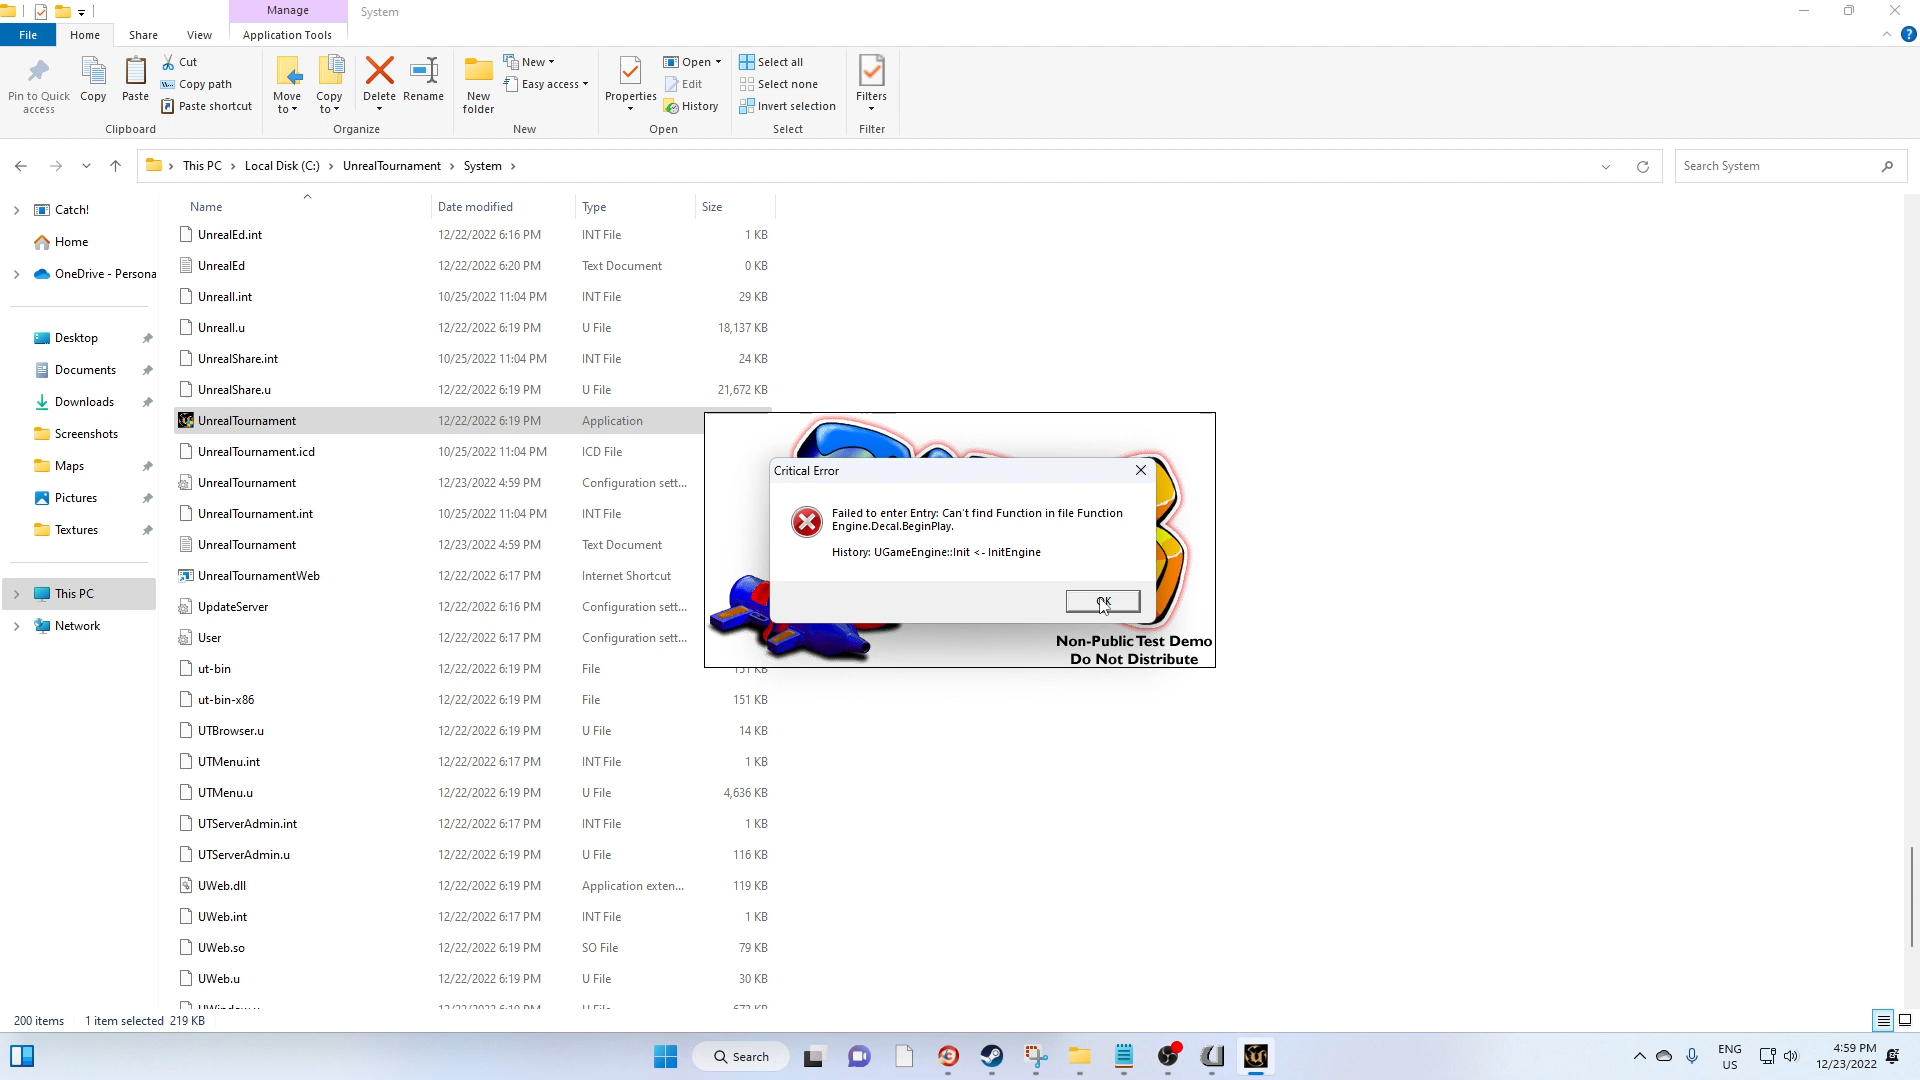 Manage
System
File
Home
Share
View
Application Tools
Pin to Quick access
Copy
Paste
Cut
Copy path
Paste shortcut
Clipboard
Move to
Copy to
Delete
Rename
Organize
New folder
New
Easy access
New
Properties
Open
Edit
History
Open
Select all
Select none
Invert selection
Select
Filters
Filter
This PC > Local Disk (C:) > UnrealTournament > System >
Search System
Catch!
Home
OneDrive - Persona
Desktop
Documents
Downloads
Screenshots
Maps
Pictures
Textures
This PC
Network
Name Date modified Type Size
UnrealEd.int 12/22/2022 6:16 PM INT File 1 KB
UnrealEd 12/22/2022 6:20 PM Text Document 0 KB
UnrealI.int 10/25/2022 11:04 PM INT File 29 KB
UnrealI.u 12/22/2022 6:19 PM U File 18,137 KB
UnrealShare.int 10/25/2022 11:04 PM INT File 24 KB
UnrealShare.u 12/22/2022 6:19 PM U File 21,672 KB
UnrealTournament 12/22/2022 6:19 PM Application
UnrealTournament.icd 10/25/2022 11:04 PM ICD File
UnrealTournament 12/23/2022 4:59 PM Configuration sett...
UnrealTournament.int 10/25/2022 11:04 PM INT File
UnrealTournament 12/23/2022 4:59 PM Text Document
UnrealTournamentWeb 12/22/2022 6:17 PM Internet Shortcut
UpdateServer 12/22/2022 6:16 PM Configuration sett...
User 12/22/2022 6:17 PM Configuration sett...
ut-bin 12/22/2022 6:19 PM File 151 KB
ut-bin-x86 12/22/2022 6:19 PM File 151 KB
UTBrowser.u 12/22/2022 6:19 PM U File 14 KB
UTMenu.int 12/22/2022 6:17 PM INT File 1 KB
UTMenu.u 12/22/2022 6:19 PM U File 4,636 KB
UTServerAdmin.int 12/22/2022 6:17 PM INT File 1 KB
UTServerAdmin.u 12/22/2022 6:19 PM U File 116 KB
UWeb.dll 12/22/2022 6:19 PM Application exten... 119 KB
UWeb.int 12/22/2022 6:17 PM INT File 1 KB
UWeb.so 12/22/2022 6:19 PM SO File 79 KB
UWeb.u 12/22/2022 6:19 PM U File 30 KB
Critical Error
Failed to enter Entry: Can't find Function in file Function
Engine.Decal.BeginPlay.
History: UGameEngine::Init <- InitEngine
OK
Non-Public Test Demo
Do Not Distribute
200 items 1 item selected 219 KB
Search
ENG
US
4:59 PM
12/23/2022